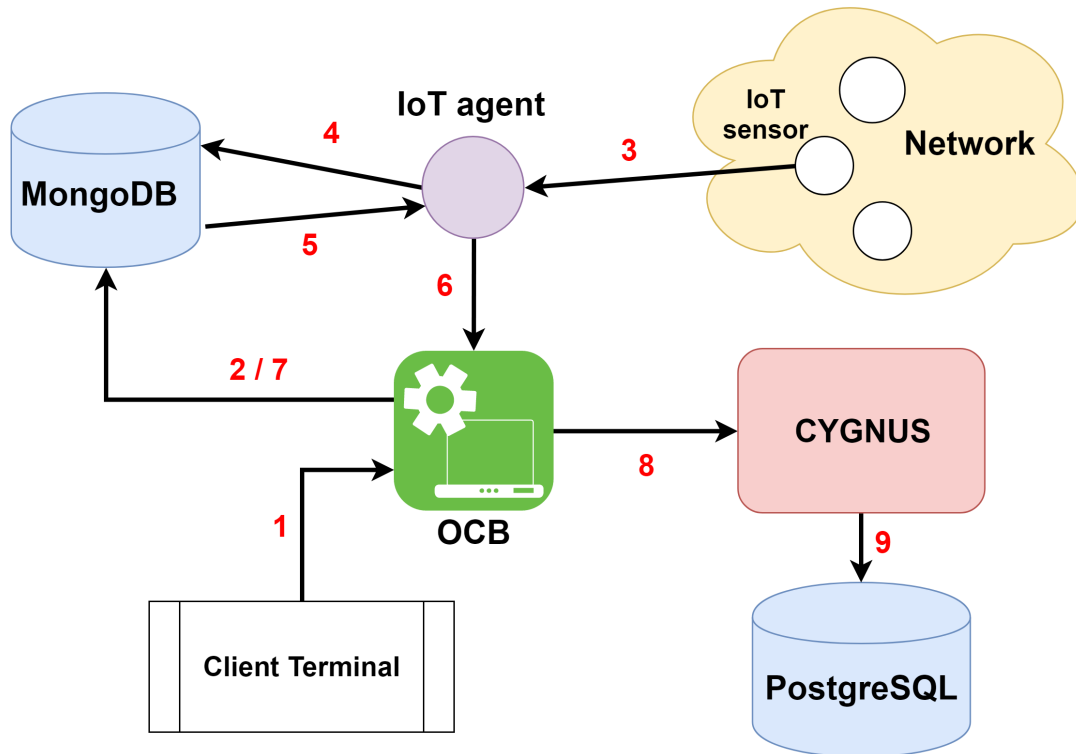 IoT agent
IoT
sensor
Network
4
3
MongoDB
5
6
2 / 7
CYGNUS
8
1
OCB
9
Client Terminal
PostgreSQL